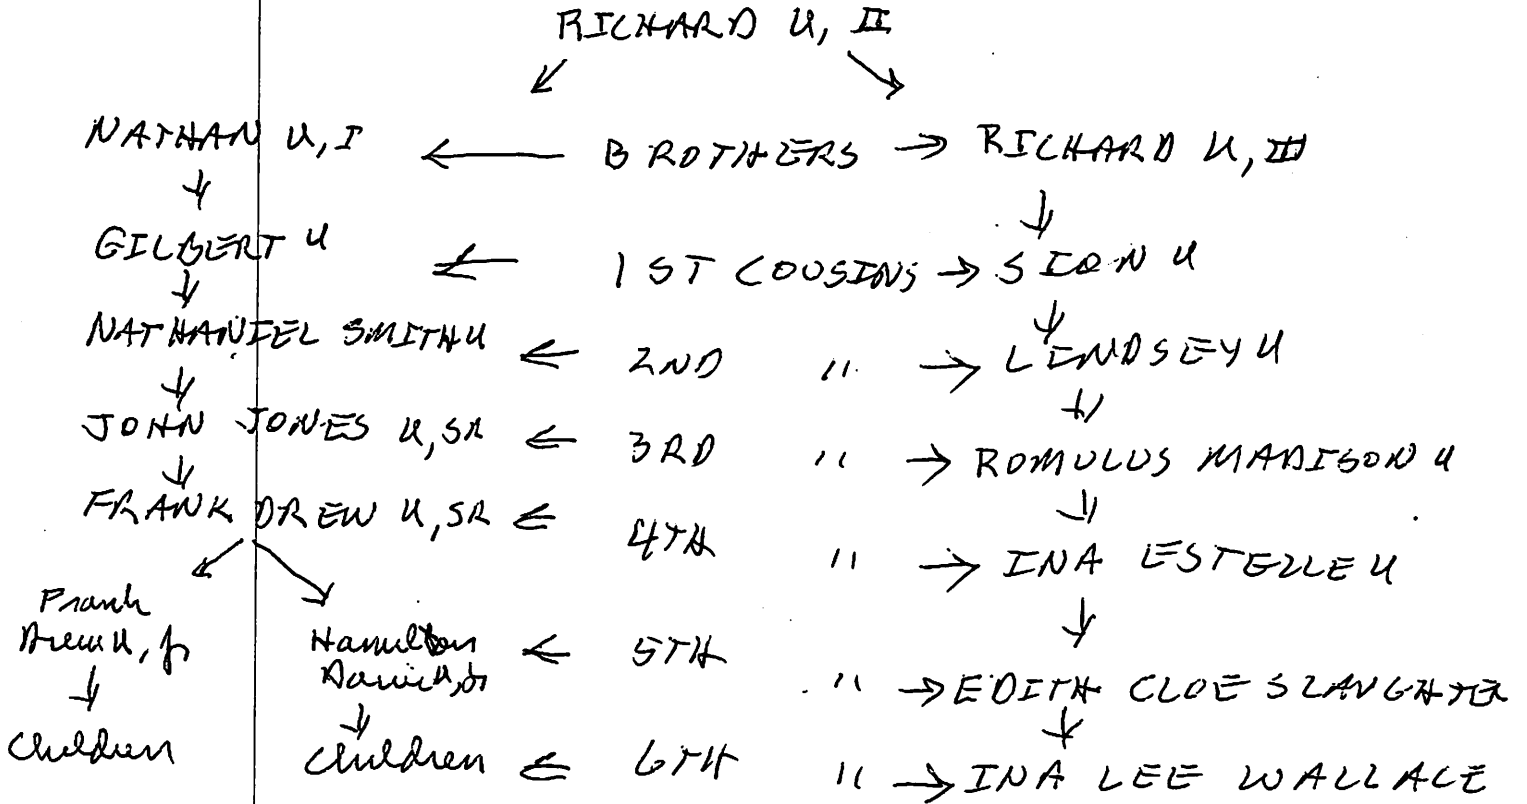 RICHARD U, II
NATHAN U, I BROTHERS RICHARD U, III
GILBERT U 1ST COUSINS SION U
NATHANIEL SMITH U 2ND " LINDSEY U
JOHN JONES U, SR 3RD " ROMULUS MADISON U
FRANK DREW U, SR 4TH " INA ESTELLE U
Frank
Drew U, Jr Hamilton 5TH " EDITH CLOE SLAUGHTER
Children Children 6TH " INA LEE WALLACE